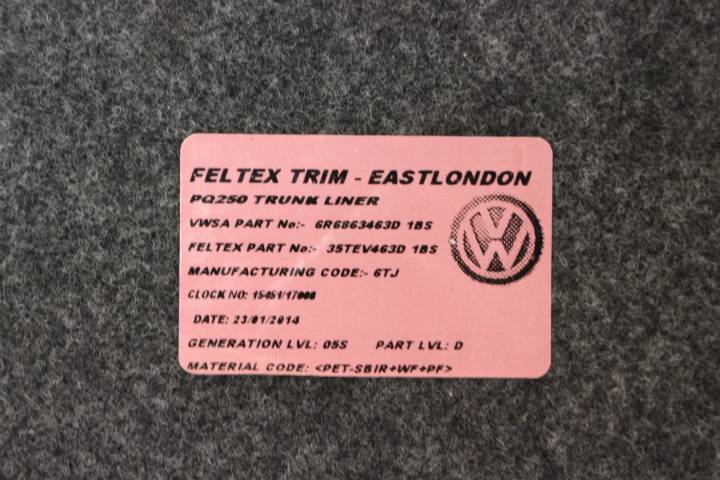 FELTEX TRIM - EASTLONDON
PQ250 TRUNK LINER
VWSA PART No:- 6R6863463D 1BS
FELTEX PART No:- 35TEV463D 1BS
MANUFACTURING CODE:- 6TJ
CLOCK NO: 15451/17008
DATE: 23/01/2014
GENERATION LVL: 05S PART LVL: D
MATERIAL CODE: <PET-SBIR+WF+PF>